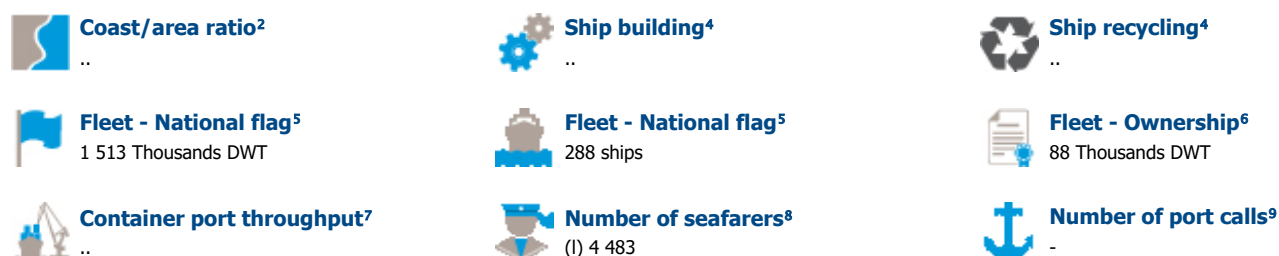 Coast/area ratio²
..
Ship building⁴
..
Ship recycling⁴
..
Fleet - National flag⁵
1 513 Thousands DWT
Fleet - National flag⁵
288 ships
Fleet - Ownership⁶
88 Thousands DWT
Container port throughput⁷
..
Number of seafarers⁸
(l) 4 483
Number of port calls⁹
-